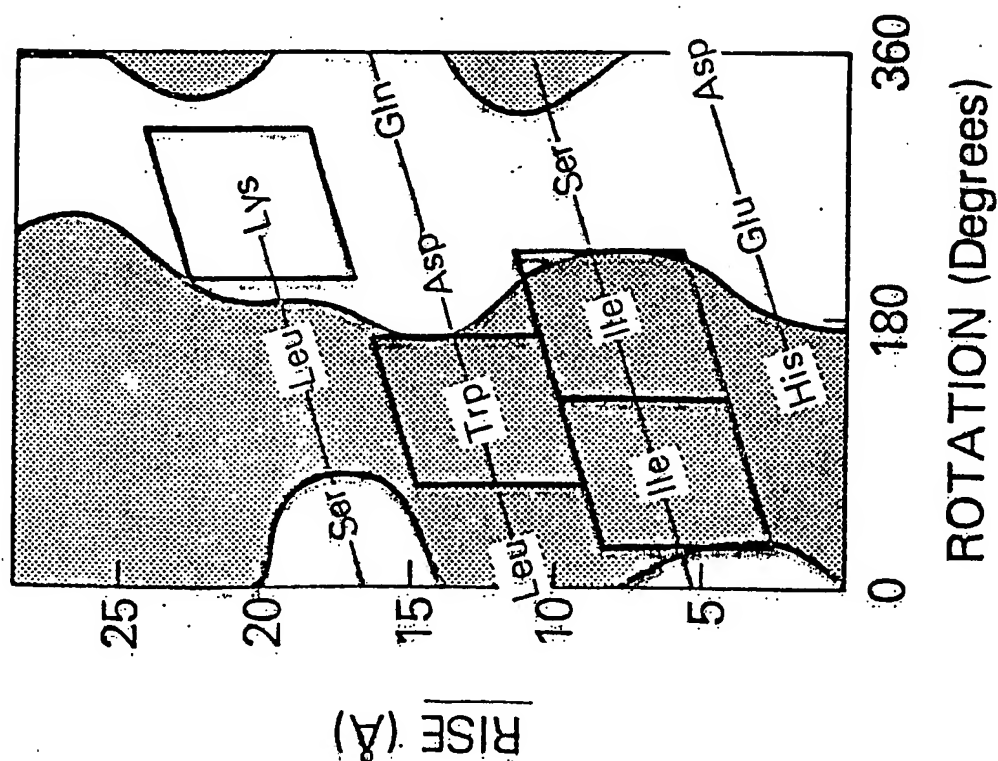 25
20
15
10
5
RISE (Å)
0
180
360
ROTATION (Degrees)
Ser Leu Lys
Leu Trp Asp Gln
Ile Ile Ser
His Glu Asp